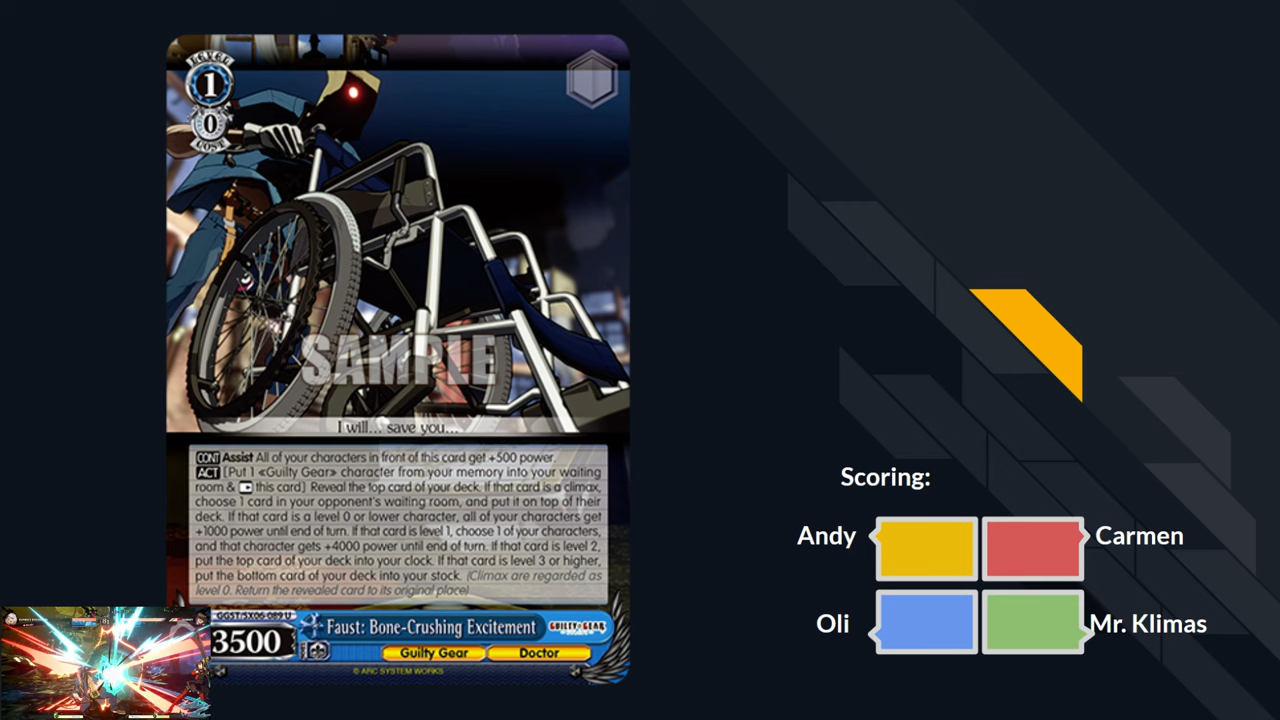 LEVEL
1
0
COST
SAMPLE
I will... save you...
CONT Assist All of your characters in front of this card get +500 power.
ACT [Put 1 «Guilty Gear» character from your memory into your waiting
room & this card] Reveal the top card of your deck. If that card is a climax,
choose 1 card in your opponent's waiting room, and put it on top of their
deck. If that card is a level 0 or lower character, all of your characters get
+1000 power until end of turn. If that card is level 1, choose 1 of your characters,
and that character gets +4000 power until end of turn. If that card is level 2,
put the top card of your deck into your clock. If that card is level 3 or higher,
put the bottom card of your deck into your stock. (Climax are regarded as
level 0. Return the revealed card to its original place)
GGST/SX06-089 U
3500
Faust: Bone-Crushing Excitement
GUILTY GEAR
Guilty Gear
Doctor
© ARC SYSTEM WORKS
Scoring:
Andy
Carmen
Oli
Mr. Klimas